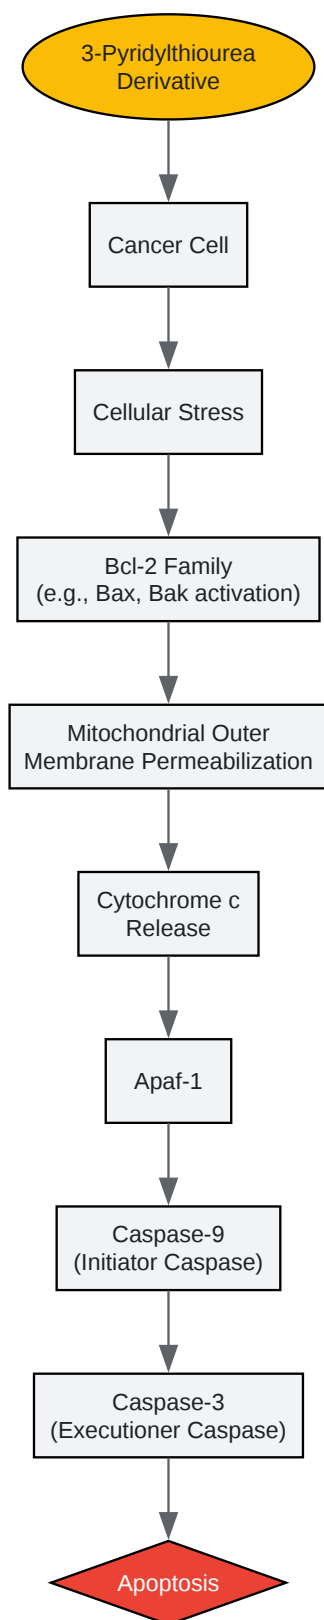 3-Pyridylthiourea
Derivative
Cancer Cell
Cellular Stress
Bcl-2 Family
(e.g., Bax, Bak activation)
Mitochondrial Outer
Membrane Permeabilization
Cytochrome c
Release
Apaf-1
Caspase-9
(Initiator Caspase)
Caspase-3
(Executioner Caspase)
Apoptosis